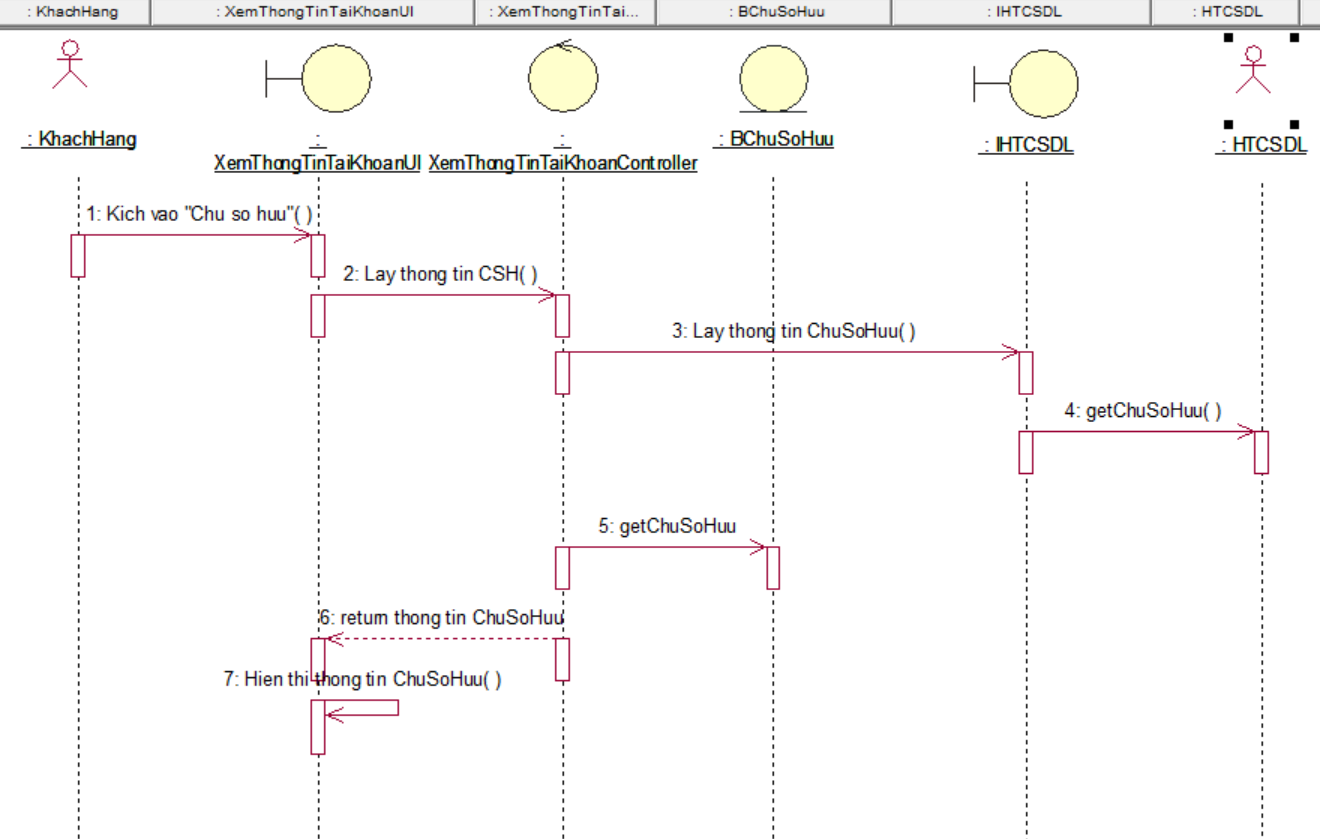 : KhachHang
: XemThongTinTaiKhoanUI
: XemThongTinTai...
: BChuSoHuu
: IHTCSDL
: HTCSDL
: KhachHang
:
XemThongTinTaiKhoanUI
:
XemThongTinTaiKhoanController
: BChuSoHuu
: IHTCSDL
: HTCSDL
1: Kich vao "Chu so huu"( )
2: Lay thong tin CSH( )
3: Lay thong tin ChuSoHuu( )
4: getChuSoHuu( )
5: getChuSoHuu
6: return thong tin ChuSoHuu
7: Hien thi thong tin ChuSoHuu( )